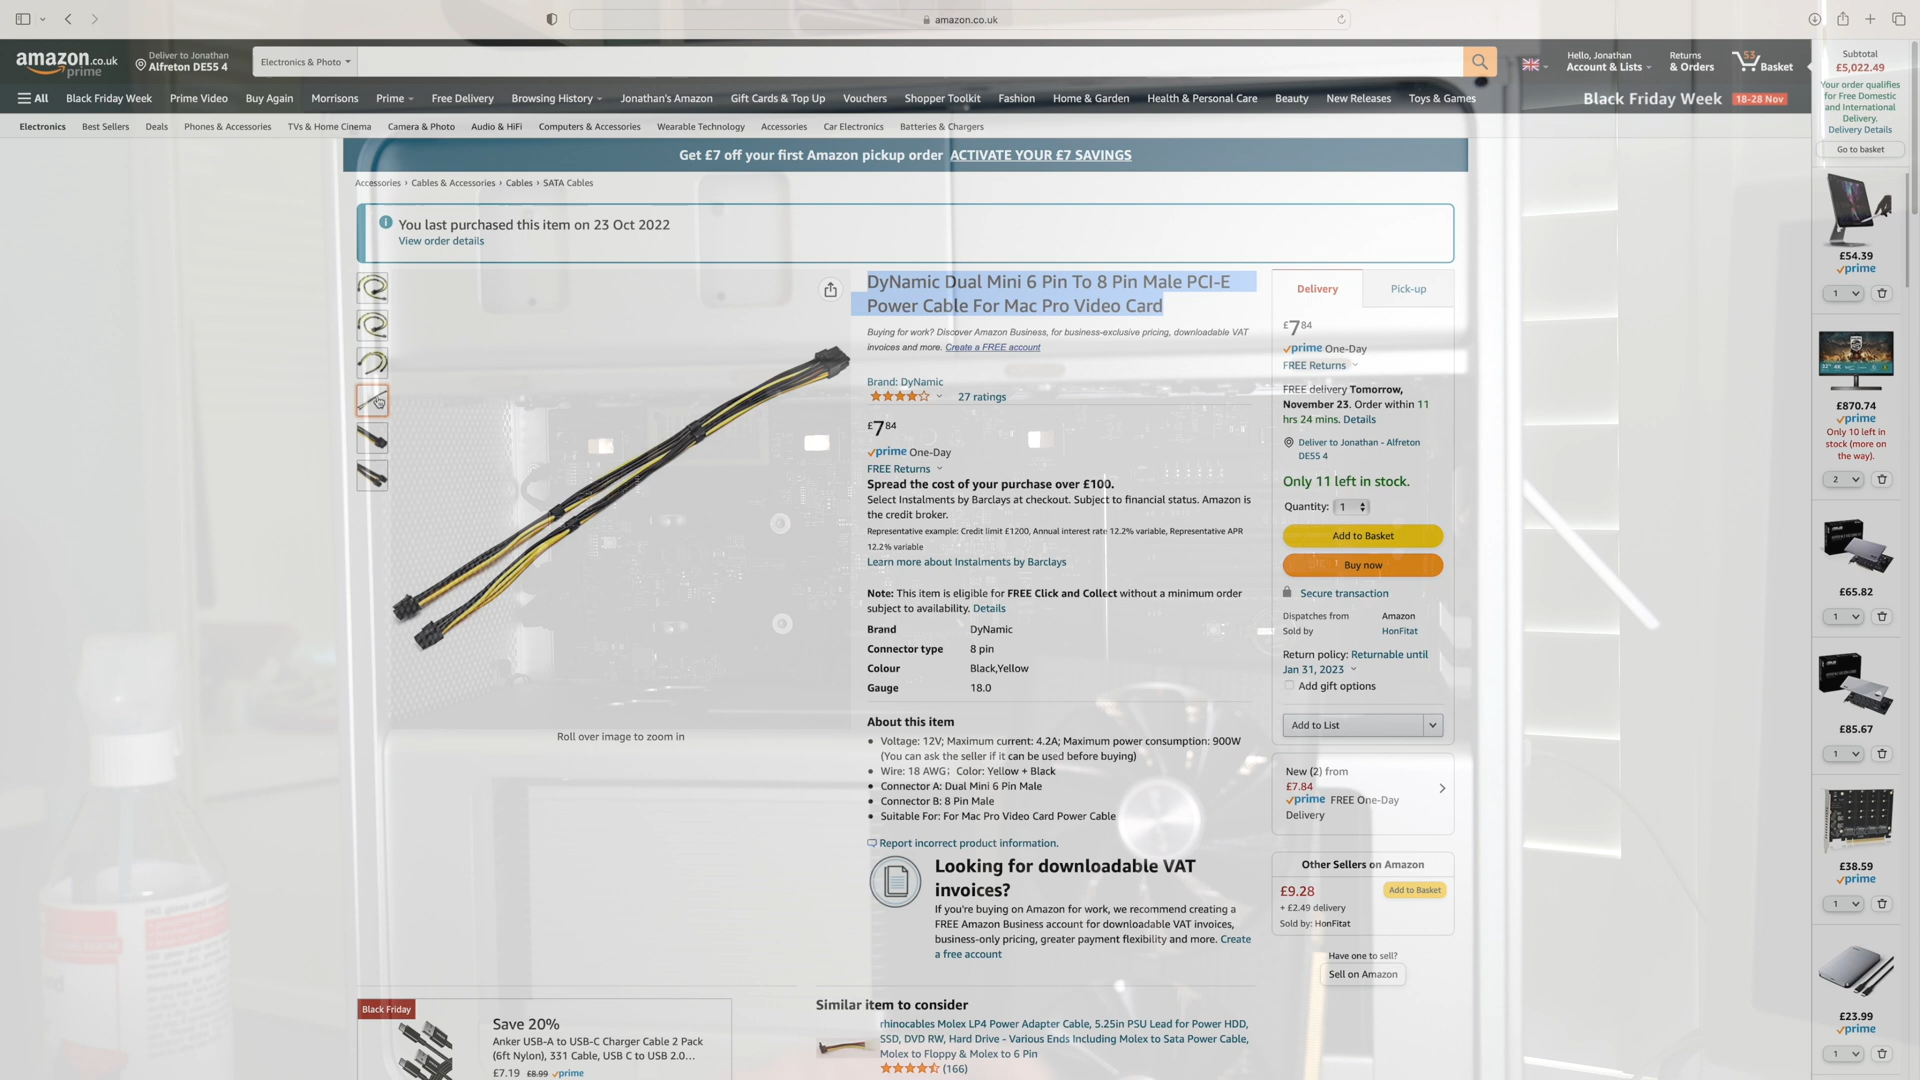 amazon.co.uk
amazon.co.uk
prime
Deliver to Jonathan
Alfreton DE55 4
Electronics & Photo
Hello, Jonathan
Account & Lists
Returns
& Orders
53
Basket
All
Black Friday Week
Prime Video
Buy Again
Morrisons
Prime
Free Delivery
Browsing History
Jonathan's Amazon
Gift Cards & Top Up
Vouchers
Shopper Toolkit
Fashion
Home & Garden
Health & Personal Care
Beauty
New Releases
Toys & Games
Black Friday Week
18-28 Nov
Electronics
Best Sellers
Deals
Phones & Accessories
TVs & Home Cinema
Camera & Photo
Audio & HiFi
Computers & Accessories
Wearable Technology
Accessories
Car Electronics
Batteries & Chargers
Get £7 off your first Amazon pickup order ACTIVATE YOUR £7 SAVINGS
Accessories › Cables & Accessories › Cables › SATA Cables
You last purchased this item on 23 Oct 2022
View order details
Roll over image to zoom in
DyNamic Dual Mini 6 Pin To 8 Pin Male PCI-E
Power Cable For Mac Pro Video Card
Buying for work? Discover Amazon Business, for business-exclusive pricing, downloadable VAT
invoices and more. Create a FREE account
Brand: DyNamic
27 ratings
£784
prime One-Day
FREE Returns
Spread the cost of your purchase over £100.
Select Instalments by Barclays at checkout. Subject to financial status. Amazon is
the credit broker.
Representative example: Credit limit £1200, Annual interest rate 12.2% variable, Representative APR
12.2% variable
Learn more about Instalments by Barclays
Note: This item is eligible for FREE Click and Collect without a minimum order
subject to availability. Details
Brand DyNamic
Connector type 8 pin
Colour Black,Yellow
Gauge 18.0
About this item
• Voltage: 12V; Maximum current: 4.2A; Maximum power consumption: 900W
(You can ask the seller if it can be used before buying)
• Wire: 18 AWG; Color: Yellow + Black
• Connector A: Dual Mini 6 Pin Male
• Connector B: 8 Pin Male
• Suitable For: For Mac Pro Video Card Power Cable
Report incorrect product information.
Looking for downloadable VAT
invoices?
If you're buying on Amazon for work, we recommend creating a
FREE Amazon Business account for downloadable VAT invoices,
business-only pricing, greater payment flexibility and more. Create
a free account
Delivery
Pick-up
£784
prime One-Day
FREE Returns
FREE delivery Tomorrow,
November 23. Order within 11
hrs 24 mins. Details
Deliver to Jonathan - Alfreton
DE55 4
Only 11 left in stock.
Quantity: 1
Add to Basket
Buy now
Secure transaction
Dispatches from Amazon
Sold by HonFitat
Return policy: Returnable until
Jan 31, 2023
Add gift options
Add to List
New (2) from
£7.84
prime FREE One-Day
Delivery
Other Sellers on Amazon
£9.28
Add to Basket
+ £2.49 delivery
Sold by: HonFitat
Have one to sell?
Sell on Amazon
Black Friday
Save 20%
Anker USB-A to USB-C Charger Cable 2 Pack
(6ft Nylon), 331 Cable, USB C to USB 2.0...
£7.19 £8.99 prime
Similar item to consider
rhinocables Molex LP4 Power Adapter Cable, 5.25in PSU Lead for Power HDD,
SSD, DVD RW, Hard Drive - Various Ends Including Molex to Sata Power Cable,
Molex to Floppy & Molex to 6 Pin
(166)
Subtotal
£5,022.49
Your order qualifies
for Free Domestic
and International
Delivery.
Delivery Details
Go to basket
£54.39
prime
1
£870.74
prime
Only 10 left in
stock (more on
the way).
2
£65.82
1
£85.67
1
£38.59
prime
1
£23.99
prime
1